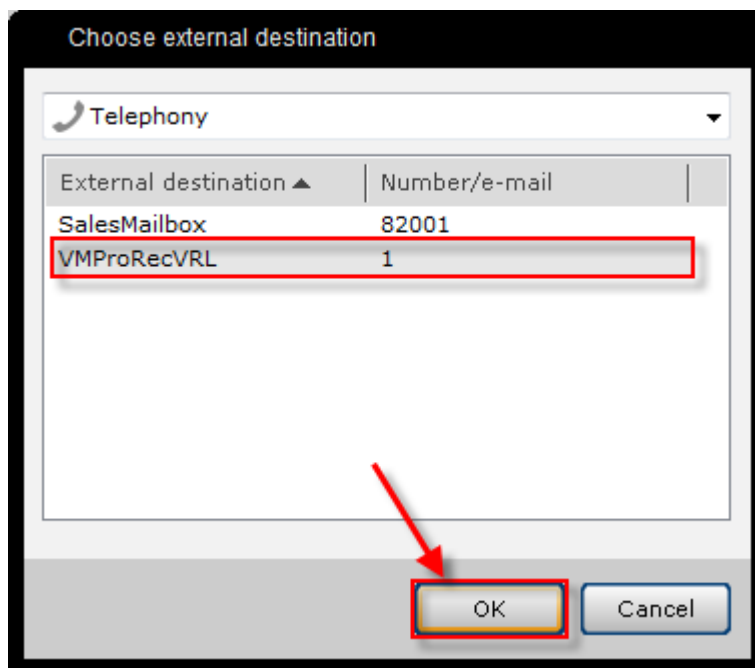 Choose external destination
Telephony
External destination Number/e-mail
SalesMailbox 82001
VMProRecVRL 1
OK Cancel